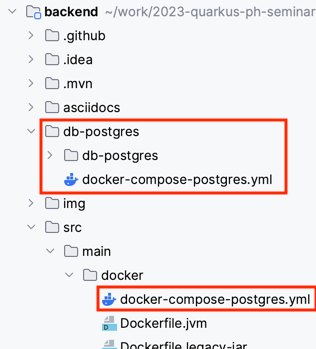 backend ~/work/2023-quarkus-ph-seminar
.github
.idea
.mvn
asciidocs
db-postgres
db-postgres
docker-compose-postgres.yml
img
src
main
docker
docker-compose-postgres.yml
Dockerfile.jvm
Dockerfile.legacy-jar